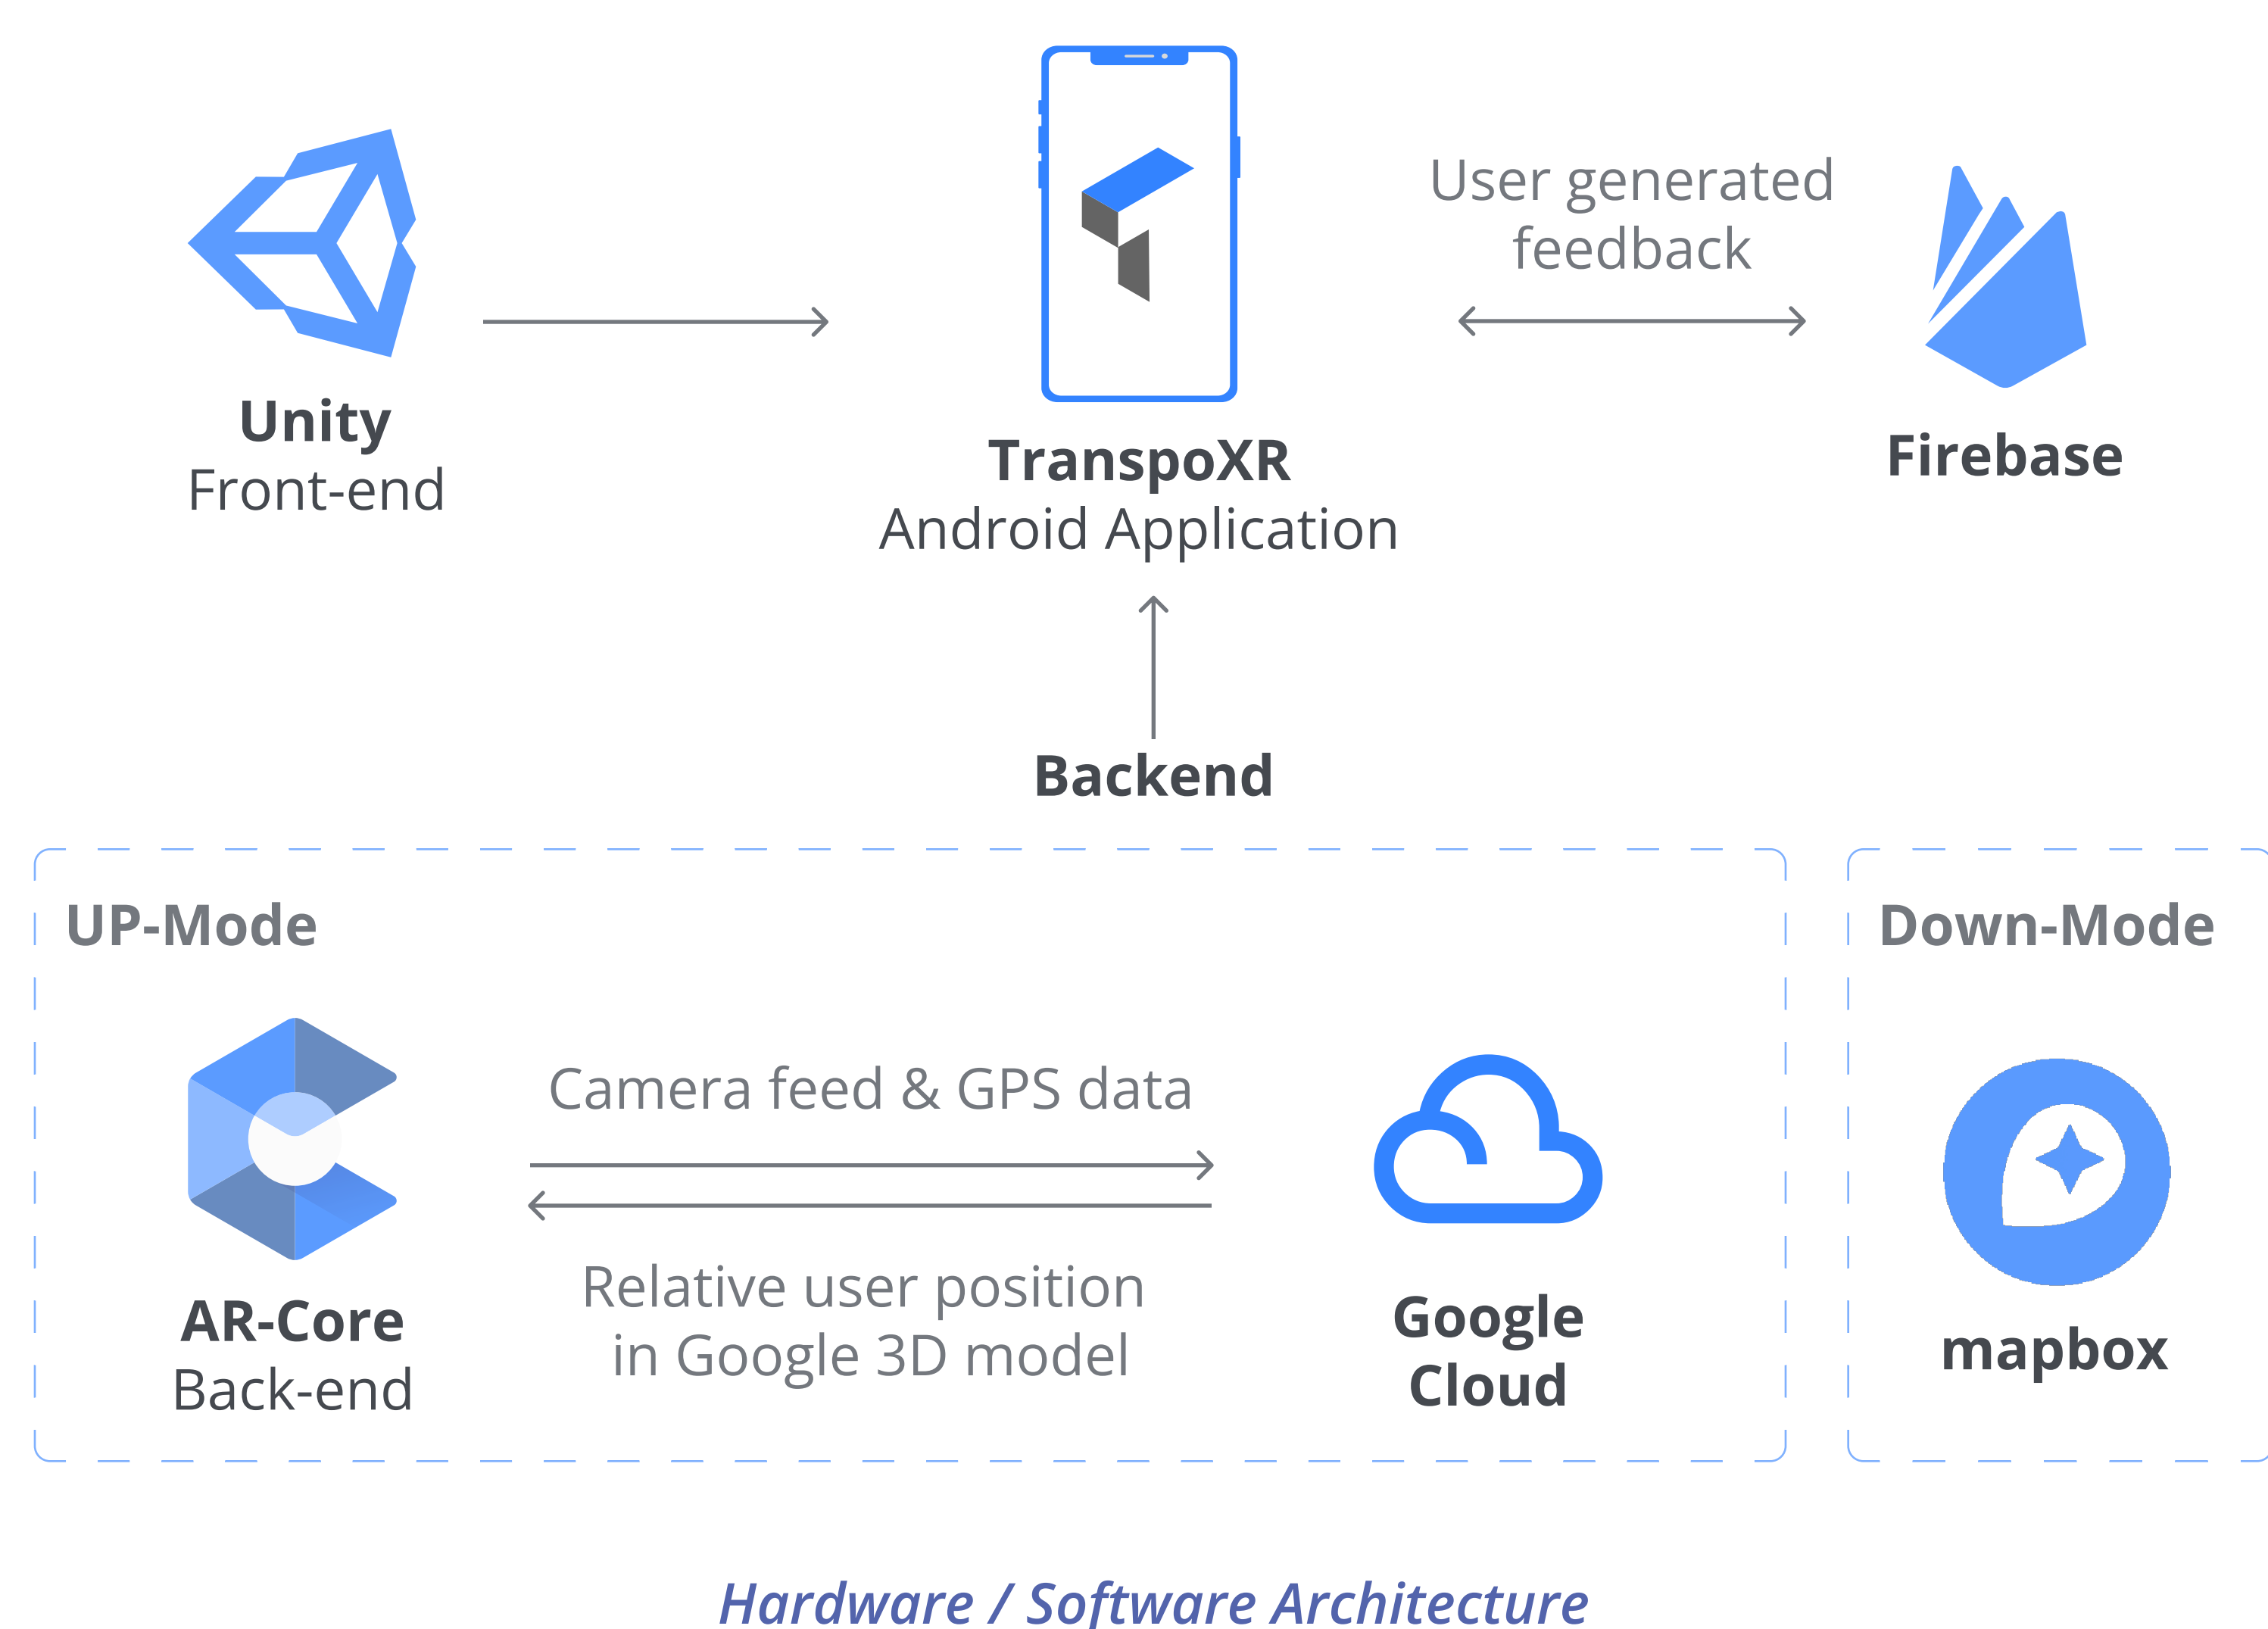 User generated
feedback
Unity
Front-end
TranspoXR
Android Application
Firebase
Backend
UP-Mode
Down-Mode
Camera feed & GPS data
Relative user position
in Google 3D model
AR-Core
Back-end
Google
Cloud
mapbox
Hardware / Software Architecture